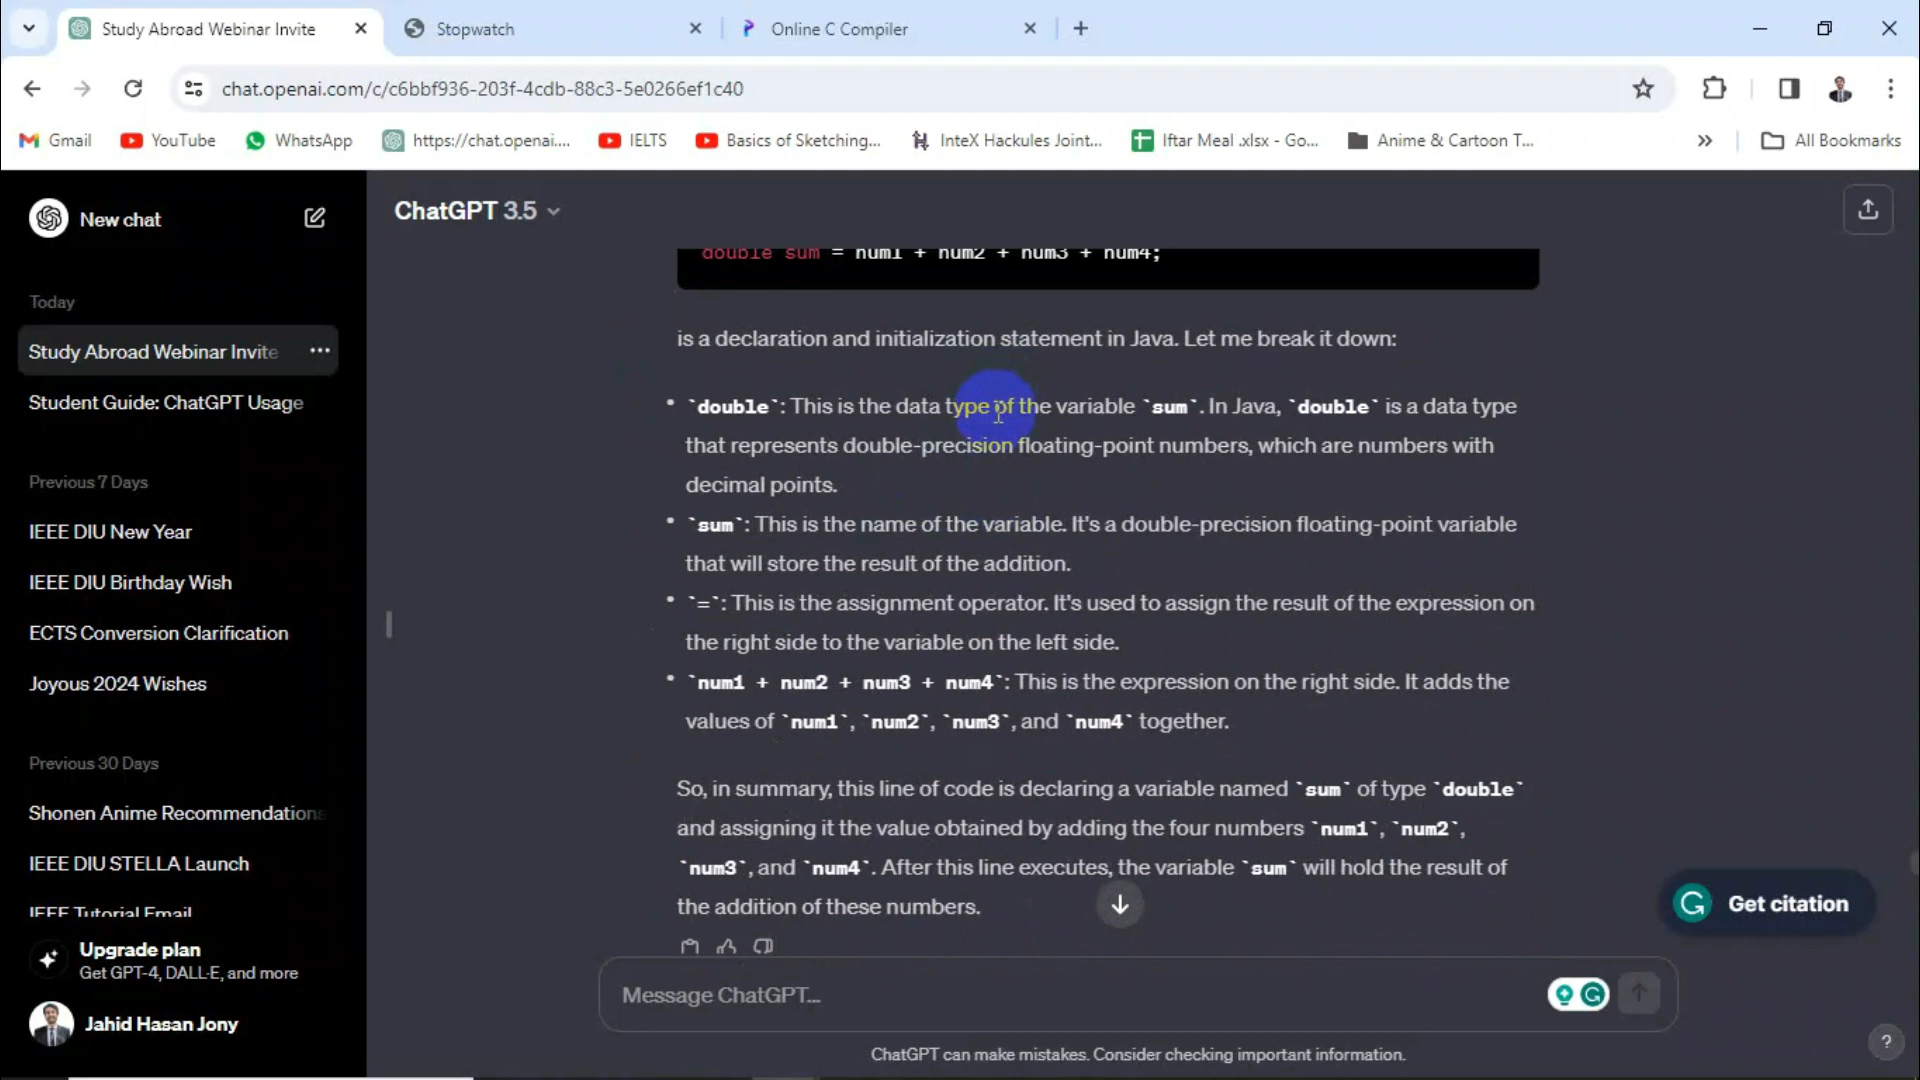 Study Abroad Webinar Invite
Stopwatch
Online C Compiler
chat.openai.com/c/c6bbf936-203f-4cdb-88c3-5e0266ef1c40
Gmail
YouTube
WhatsApp
https://chat.openai....
IELTS
Basics of Sketching...
InteX Hackules Joint...
Iftar Meal .xlsx - Go...
Anime & Cartoon T...
All Bookmarks
New chat
Today
Study Abroad Webinar Invite
Student Guide: ChatGPT Usage
Previous 7 Days
IEEE DIU New Year
IEEE DIU Birthday Wish
ECTS Conversion Clarification
Joyous 2024 Wishes
Previous 30 Days
Shonen Anime Recommendations
IEEE DIU STELLA Launch
IEEE Tutorial Email
Upgrade plan
Get GPT-4, DALL·E, and more
Jahid Hasan Jony
ChatGPT 3.5
double sum = num1 + num2 + num3 + num4;
is a declaration and initialization statement in Java. Let me break it down:
• `double`: This is the data type of the variable `sum`. In Java, `double` is a data type
that represents double-precision floating-point numbers, which are numbers with
decimal points.
• `sum`: This is the name of the variable. It's a double-precision floating-point variable
that will store the result of the addition.
• `=`: This is the assignment operator. It's used to assign the result of the expression on
the right side to the variable on the left side.
• `num1 + num2 + num3 + num4`: This is the expression on the right side. It adds the
values of `num1`, `num2`, `num3`, and `num4` together.
So, in summary, this line of code is declaring a variable named `sum` of type `double`
and assigning it the value obtained by adding the four numbers `num1`, `num2`,
`num3`, and `num4`. After this line executes, the variable `sum` will hold the result of
the addition of these numbers.
Get citation
Message ChatGPT...
ChatGPT can make mistakes. Consider checking important information.
?